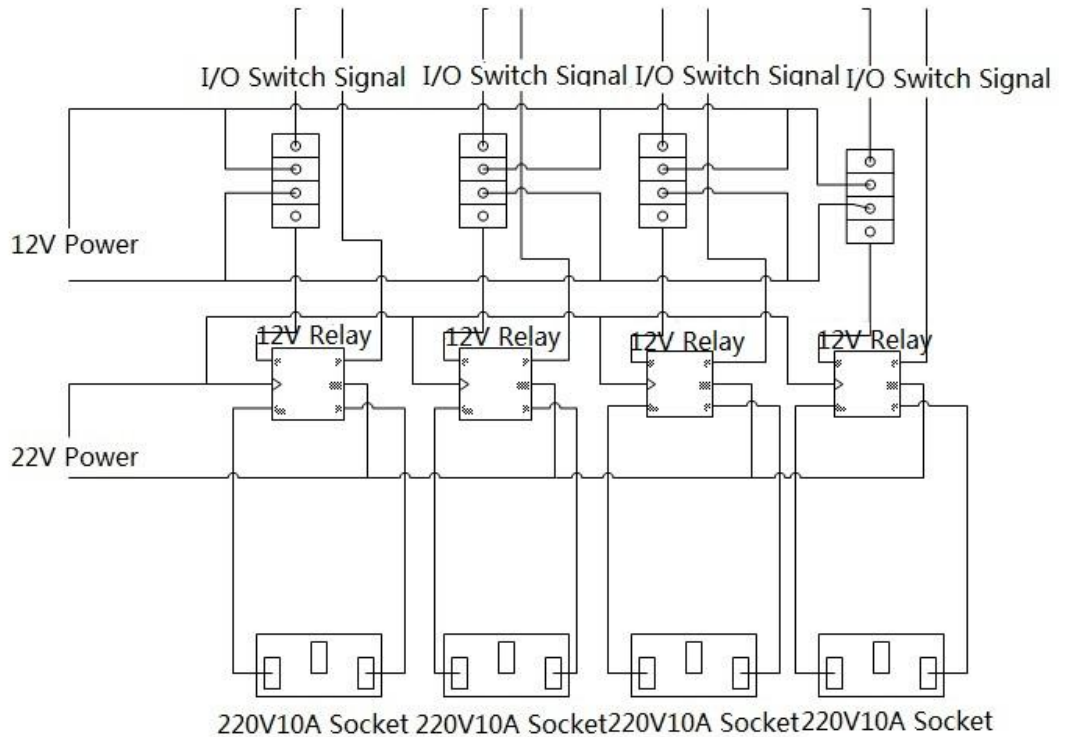 I/O Switch Signal I/O Switch Signal I/O Switch Signal I/O Switch Signal
12V Power
12V Relay 12V Relay 12V Relay 12V Relay
22V Power
220V10A Socket 220V10A Socket 220V10A Socket 220V10A Socket